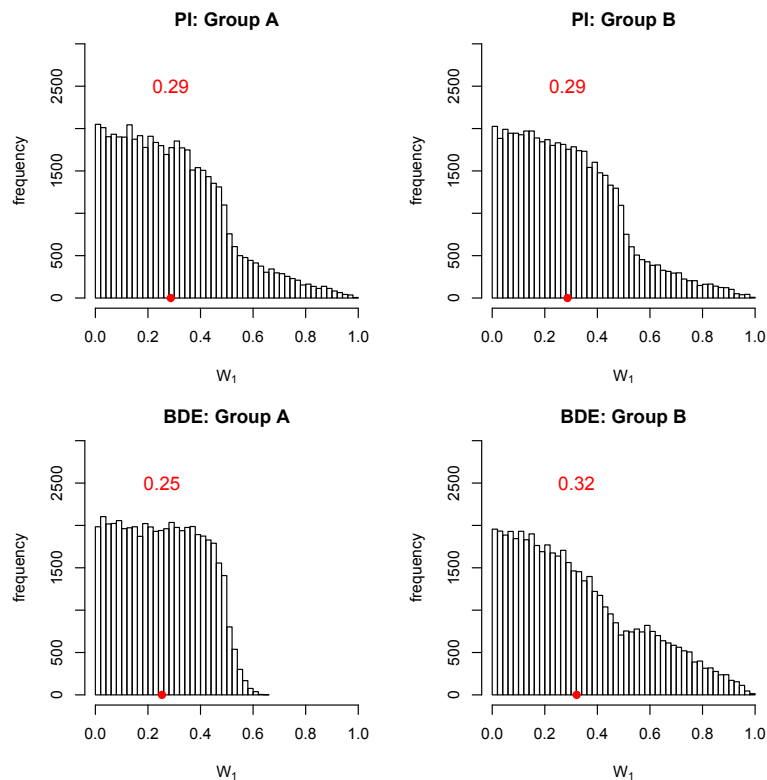 PI: Group A
0.29
frequency
0 500 1500 2500
0.0 0.2 0.4 0.6 0.8 1.0
W1
PI: Group B
0.29
frequency
0 500 1500 2500
0.0 0.2 0.4 0.6 0.8 1.0
W1
BDE: Group A
0.25
frequency
0 500 1500 2500
0.0 0.2 0.4 0.6 0.8 1.0
W1
BDE: Group B
0.32
frequency
0 500 1500 2500
0.0 0.2 0.4 0.6 0.8 1.0
W1